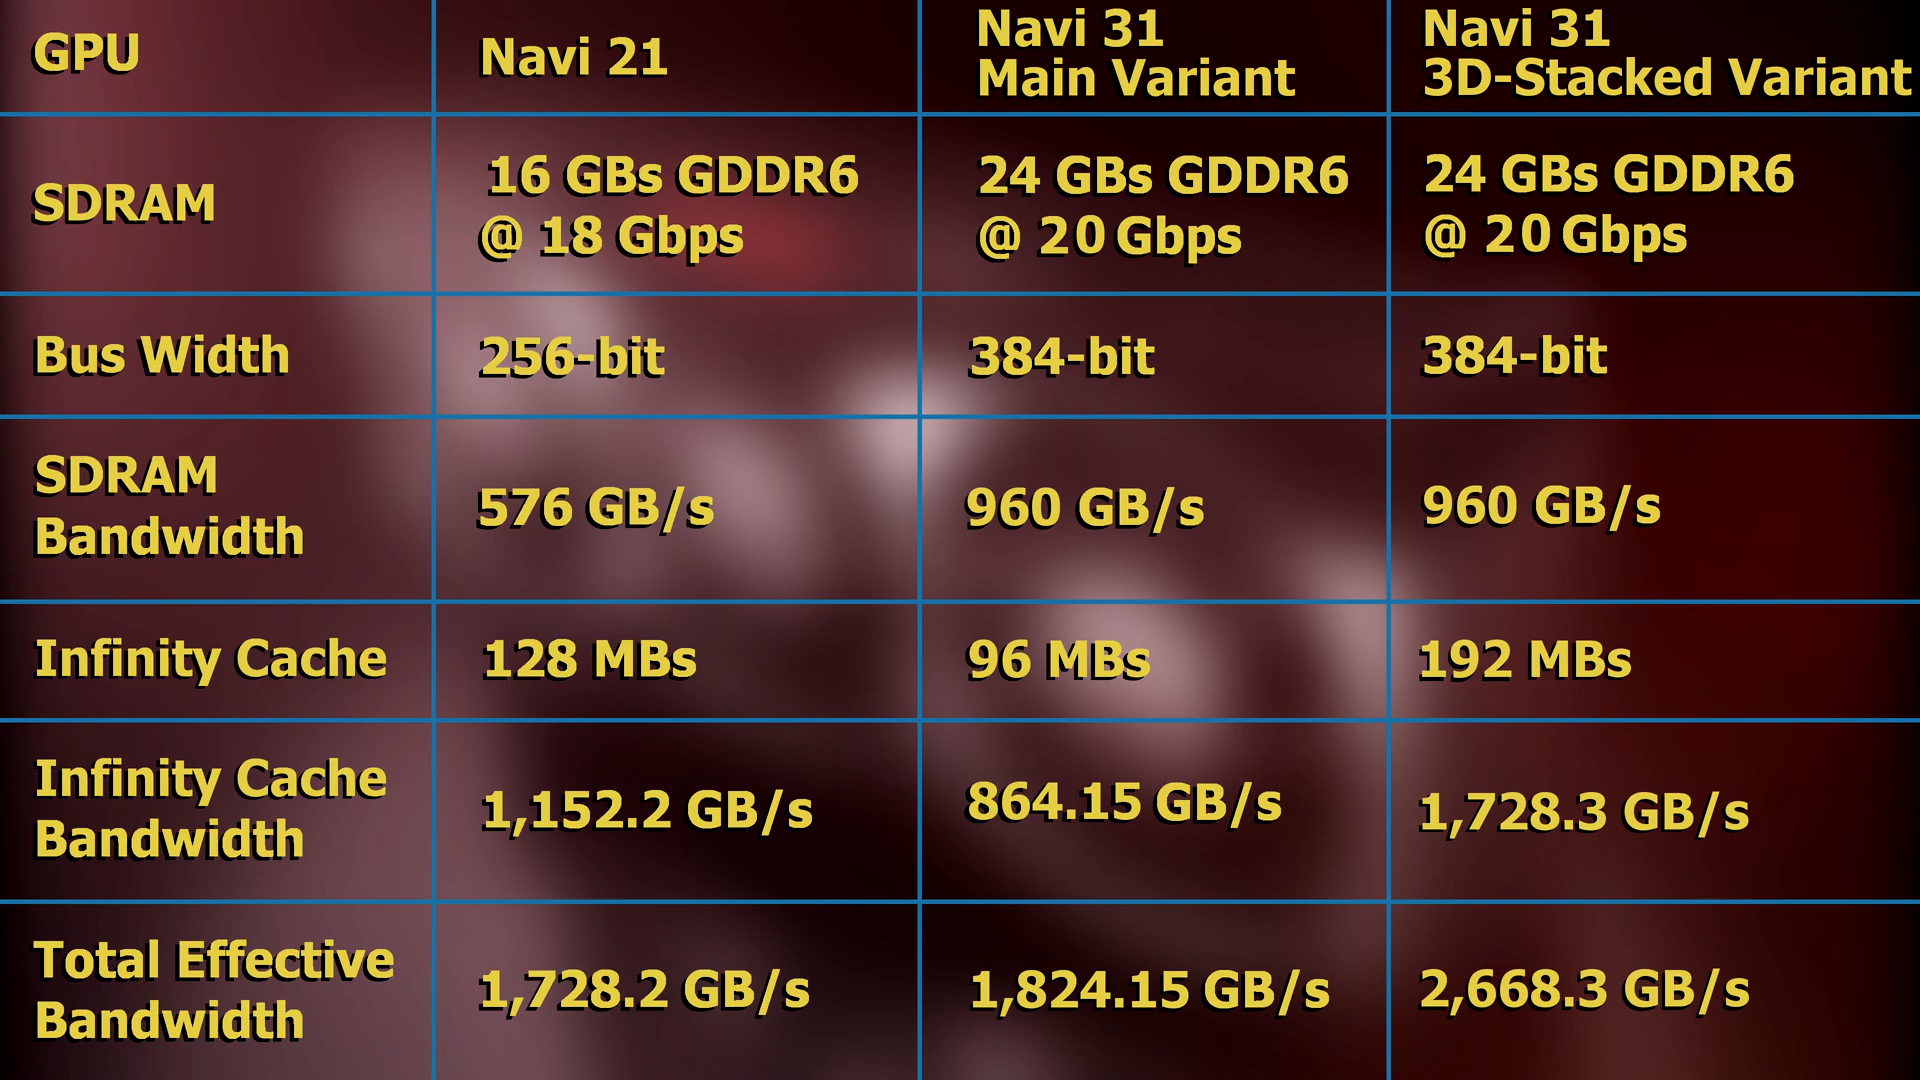 GPU
Navi 21
Navi 31
Main Variant
Navi 31
3D-Stacked Variant
SDRAM
16 GBs GDDR6
@ 18 Gbps
24 GBs GDDR6
@ 20 Gbps
24 GBs GDDR6
@ 20 Gbps
Bus Width
256-bit
384-bit
384-bit
SDRAM
Bandwidth
576 GB/s
960 GB/s
960 GB/s
Infinity Cache
128 MBs
96 MBs
192 MBs
Infinity Cache
Bandwidth
1,152.2 GB/s
864.15 GB/s
1,728.3 GB/s
Total Effective
Bandwidth
1,728.2 GB/s
1,824.15 GB/s
2,668.3 GB/s